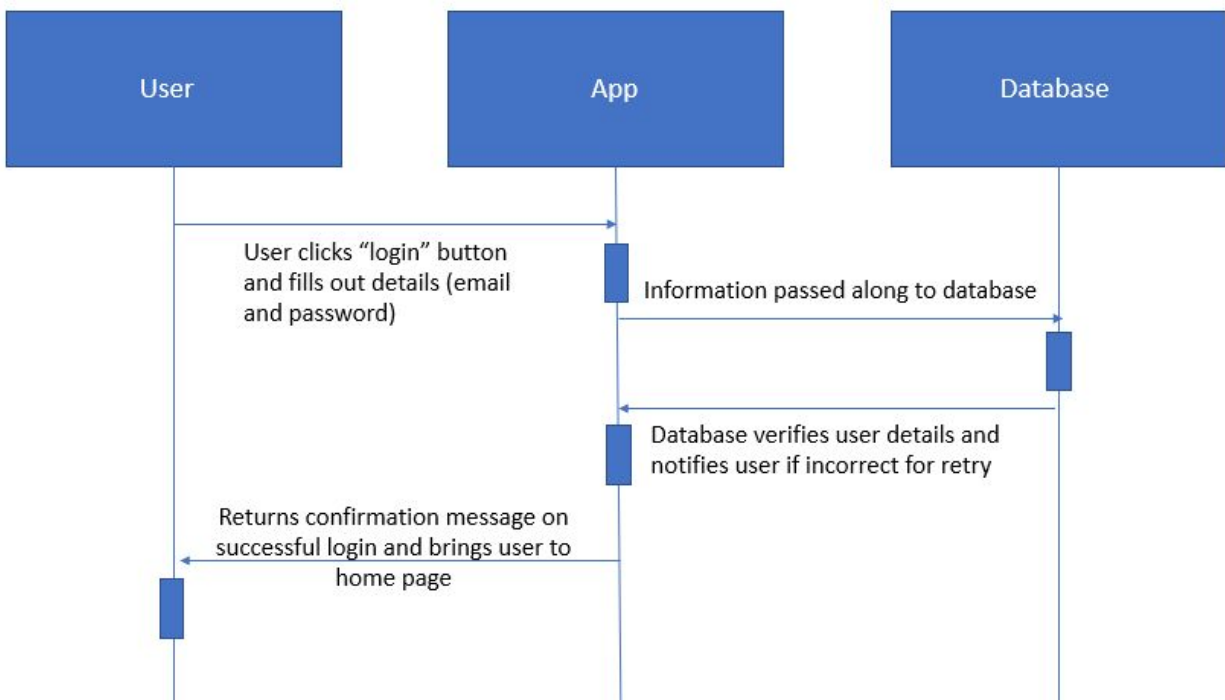 User
App
Database
User clicks “login” button
and fills out details (email
and password)
Information passed along to database
Database verifies user details and
notifies user if incorrect for retry
Returns confirmation message on
successful login and brings user to
home page